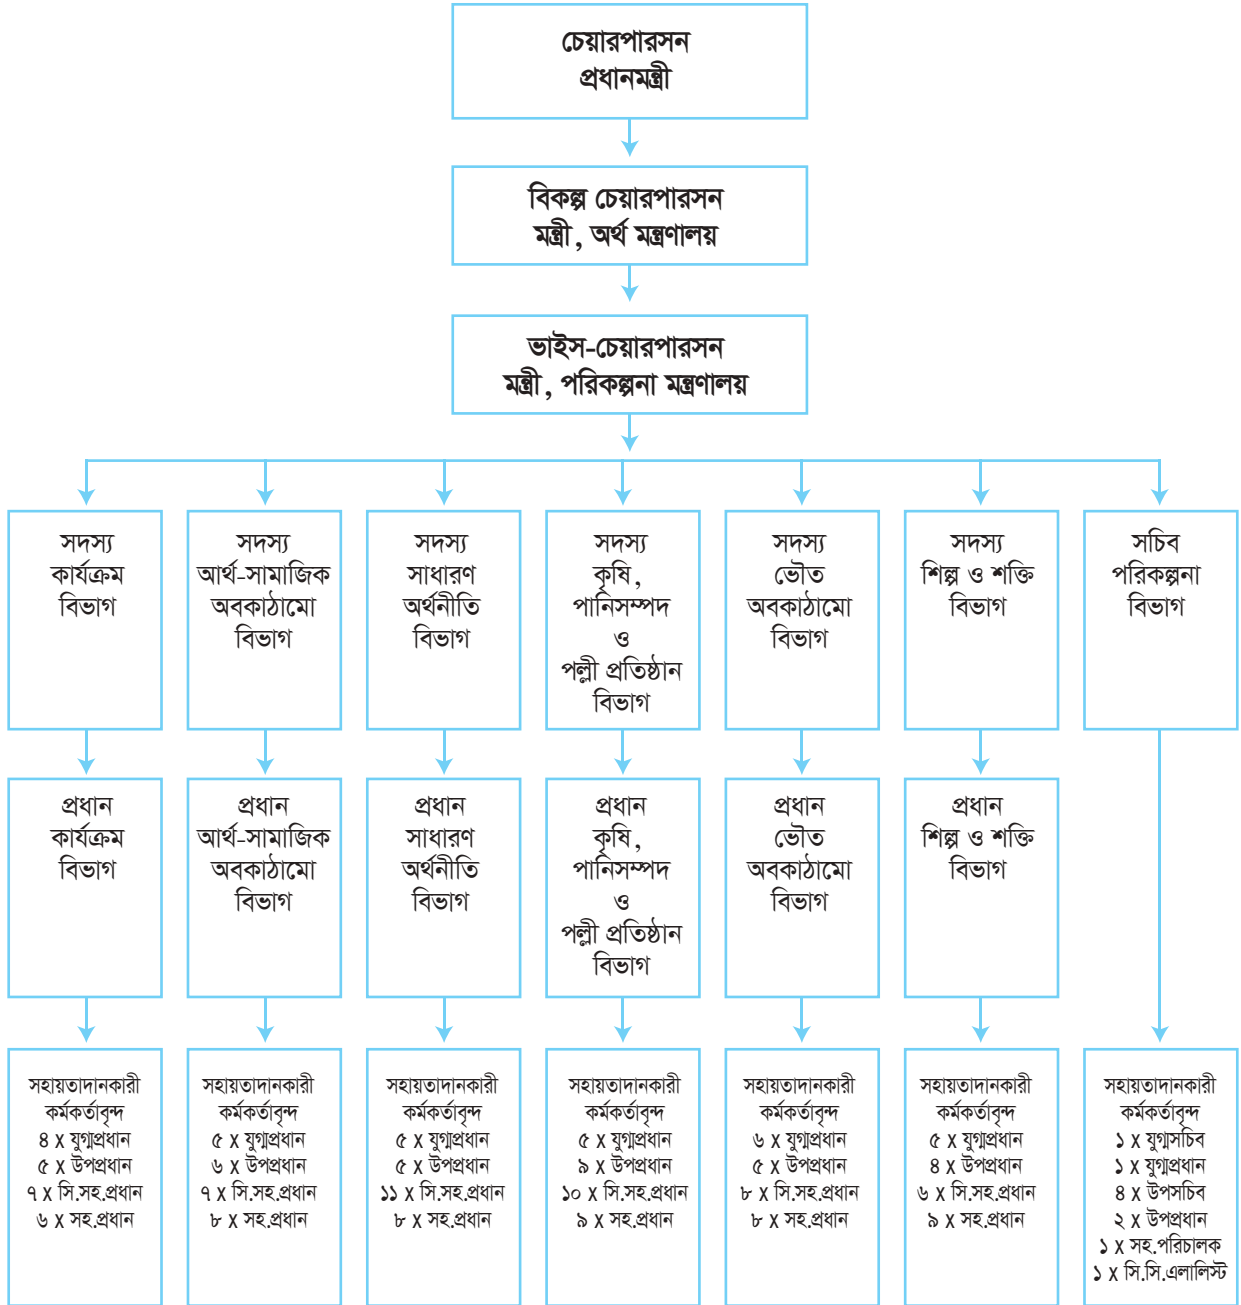 চেয়ারপারসন
প্রধানমন্ত্রী
বিকল্প চেয়ারপারসন
মন্ত্রী, অর্থ মন্ত্রণালয়
ভাইস-চেয়ারপারসন
মন্ত্রী, পরিকল্পনা মন্ত্রণালয়
সদস্য
কার্যক্রম
বিভাগ
সদস্য
আর্থ-সামাজিক
অবকাঠামো
বিভাগ
সদস্য
সাধারণ
অর্থনীতি
বিভাগ
সদস্য
কৃষি,
পানিসম্পদ
ও
পল্লী প্রতিষ্ঠান
বিভাগ
সদস্য
ভৌত
অবকাঠামো
বিভাগ
সদস্য
শিল্প ও শক্তি
বিভাগ
সচিব
পরিকল্পনা
বিভাগ
প্রধান
কার্যক্রম
বিভাগ
প্রধান
আর্থ-সামাজিক
অবকাঠামো
বিভাগ
প্রধান
সাধারণ
অর্থনীতি
বিভাগ
প্রধান
কৃষি,
পানিসম্পদ
ও
পল্লী প্রতিষ্ঠান
বিভাগ
প্রধান
ভৌত
অবকাঠামো
বিভাগ
প্রধান
শিল্প ও শক্তি
বিভাগ
সহায়তাদানকারী
কর্মকর্তাবৃন্দ
৪ X যুগ্মপ্রধান
৫ X উপপ্রধান
৭ X সি.সহ.প্রধান
৬ X সহ.প্রধান
সহায়তাদানকারী
কর্মকর্তাবৃন্দ
৫ X যুগ্মপ্রধান
৬ X উপপ্রধান
৭ X সি.সহ.প্রধান
৮ X সহ.প্রধান
সহায়তাদানকারী
কর্মকর্তাবৃন্দ
৫ X যুগ্মপ্রধান
৫ X উপপ্রধান
১১ X সি.সহ.প্রধান
৮ X সহ.প্রধান
সহায়তাদানকারী
কর্মকর্তাবৃন্দ
৫ X যুগ্মপ্রধান
৯ X উপপ্রধান
১০ X সি.সহ.প্রধান
৯ X সহ.প্রধান
সহায়তাদানকারী
কর্মকর্তাবৃন্দ
৬ X যুগ্মপ্রধান
৫ X উপপ্রধান
৮ X সি.সহ.প্রধান
৮ X সহ.প্রধান
সহায়তাদানকারী
কর্মকর্তাবৃন্দ
৫ X যুগ্মপ্রধান
৪ X উপপ্রধান
৬ X সি.সহ.প্রধান
৯ X সহ.প্রধান
সহায়তাদানকারী
কর্মকর্তাবৃন্দ
১ X যুগ্মসচিব
১ X যুগ্মপ্রধান
৪ X উপসচিব
২ X উপপ্রধান
১ X সহ.পরিচালক
১ X সি.সি.এলালিস্ট